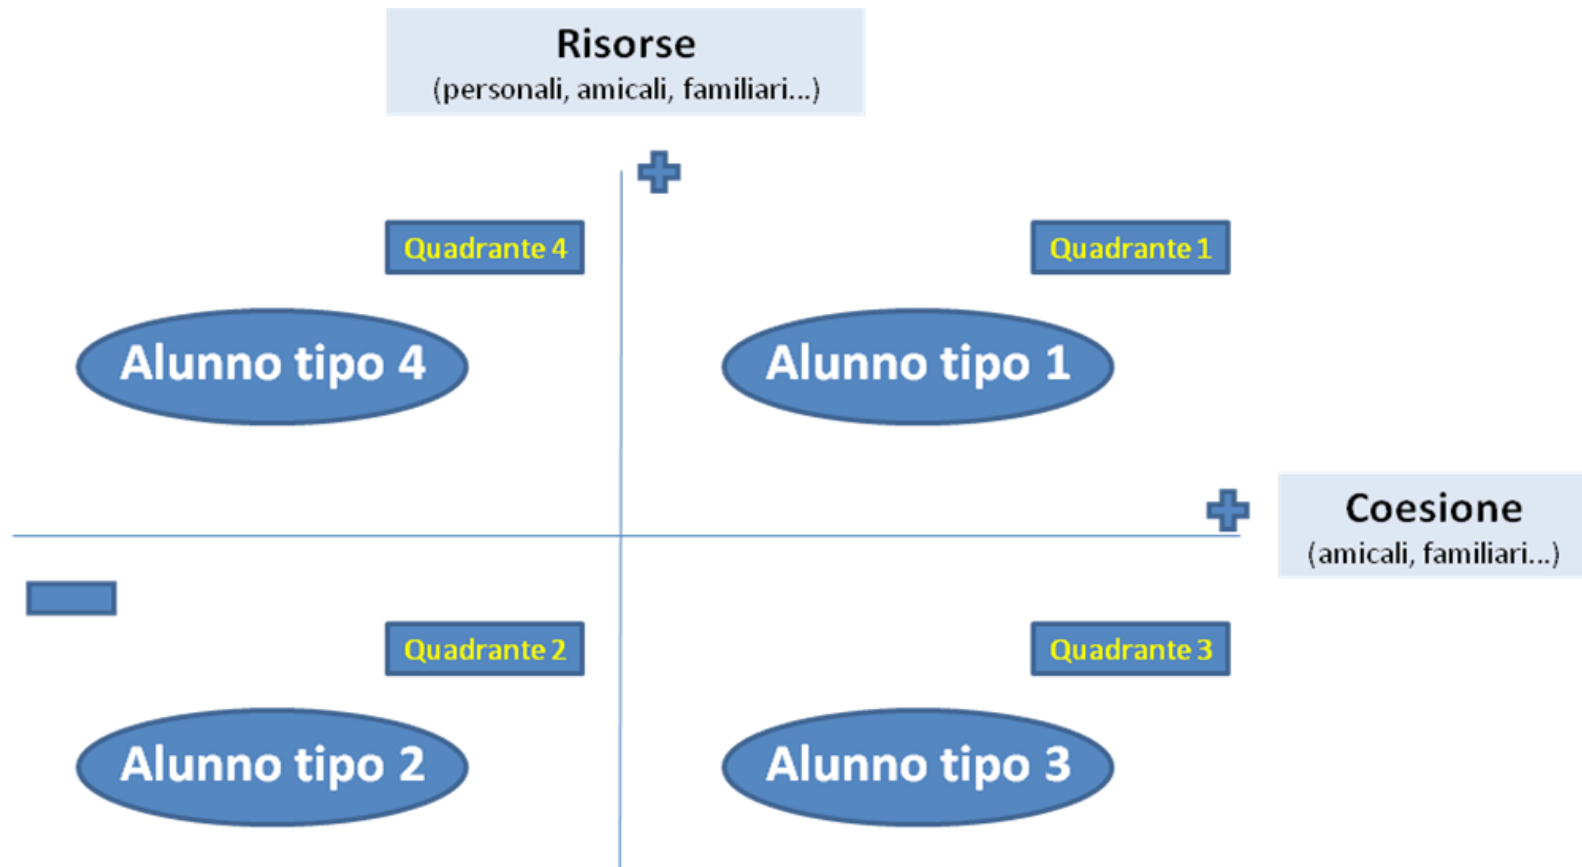 Risorse
(personali, amicali, familiari...)
Quadrante 4
Quadrante 1
Alunno tipo 4
Alunno tipo 1
Coesione
(amicali, familiari...)
Quadrante 2
Quadrante 3
Alunno tipo 2
Alunno tipo 3